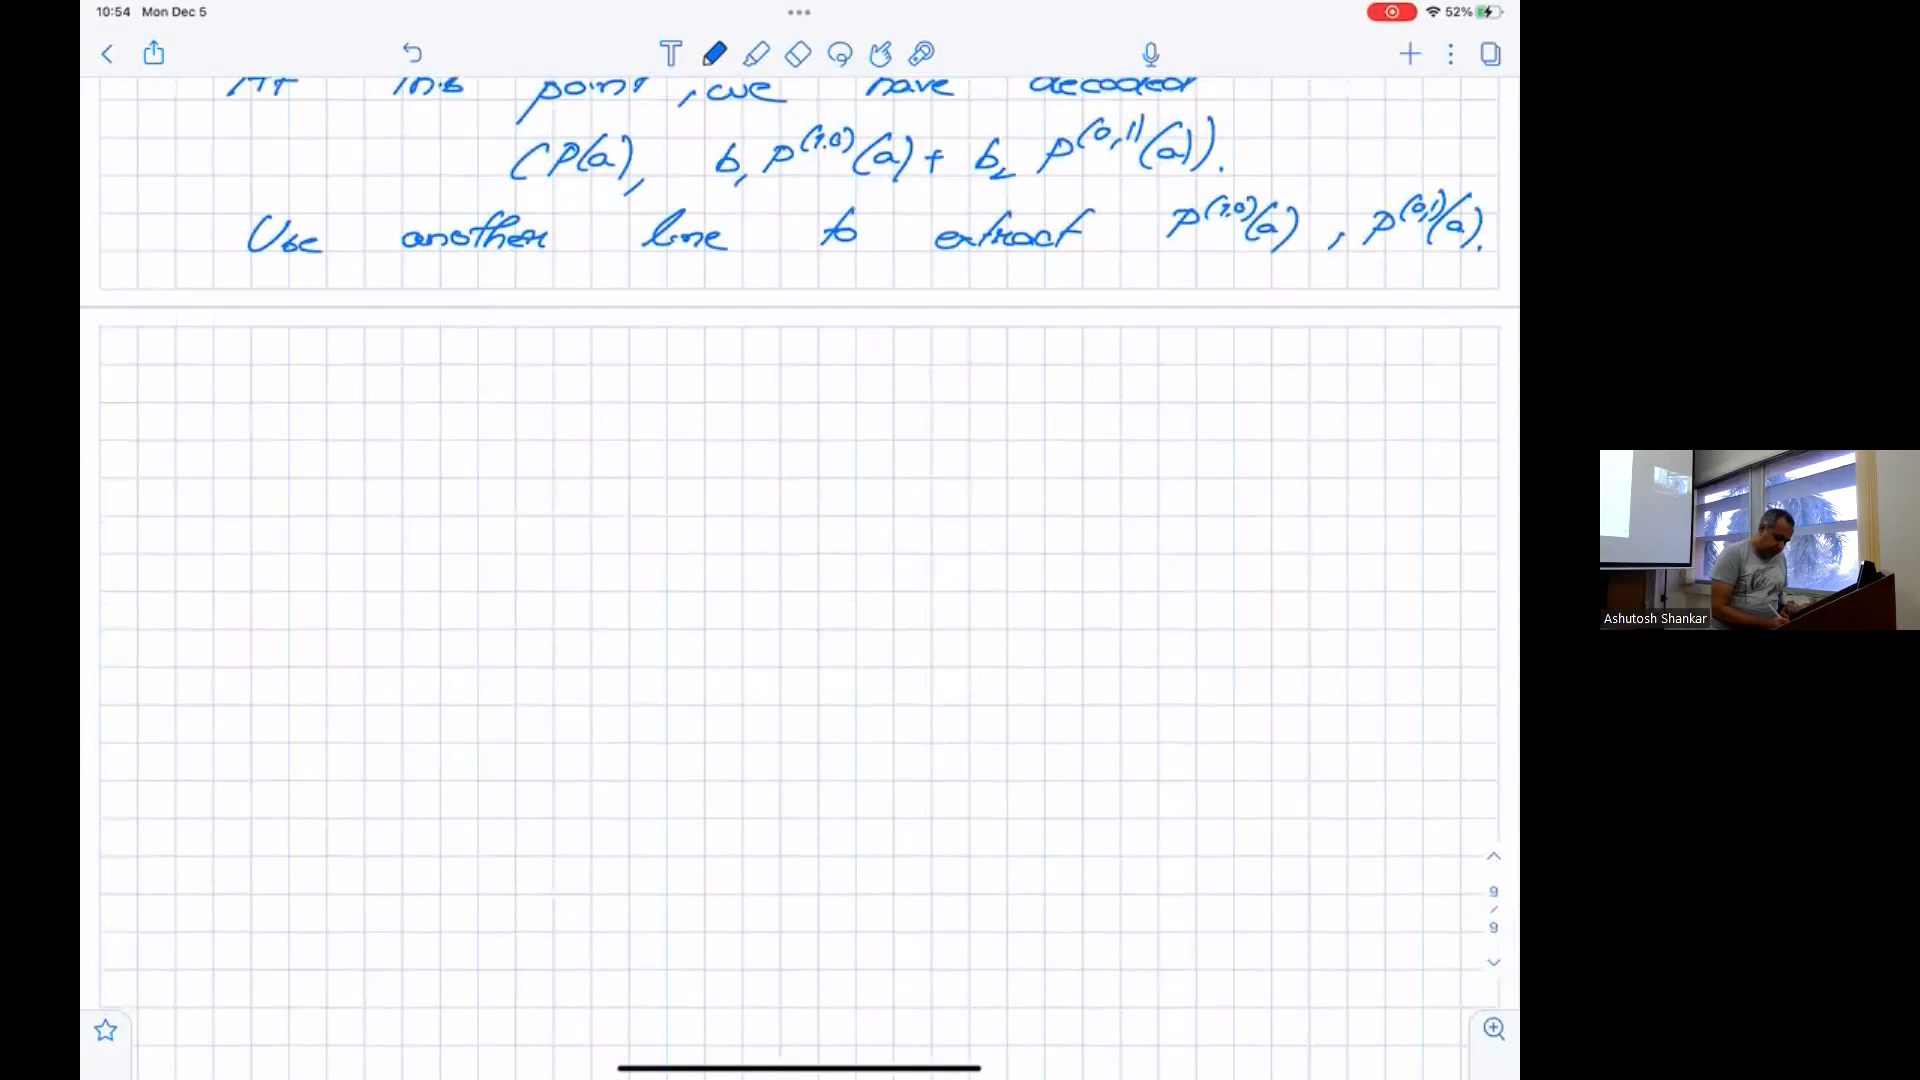 10:54 Mon Dec 5
52%
At this point, we have decoded
(P(a), b₁ P^(1,0)(a) + b₂ P^(0,1)(a)).
Use another line to extract P^(1,0)(a), P^(0,1)(a).
9
/
9
Ashutosh Shankar